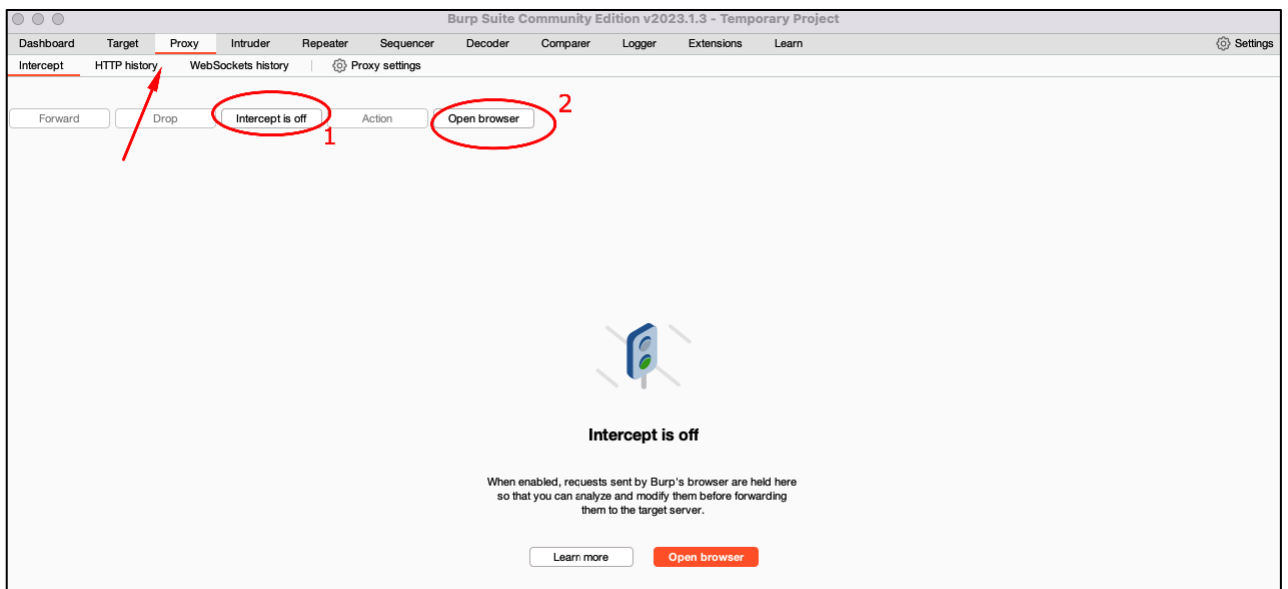 Burp Suite Community Edition v2023.1.3 - Temporary Project
Dashboard Target Proxy Intruder Repeater Sequencer Decoder Comparer Logger Extensions Learn Settings
Intercept HTTP history WebSockets history Proxy settings
Forward Drop Intercept is off 1 Action Open browser 2
Intercept is off
When enabled, requests sent by Burp's browser are held here
so that you can analyze and modify them before forwarding
them to the target server.
Learn more Open browser